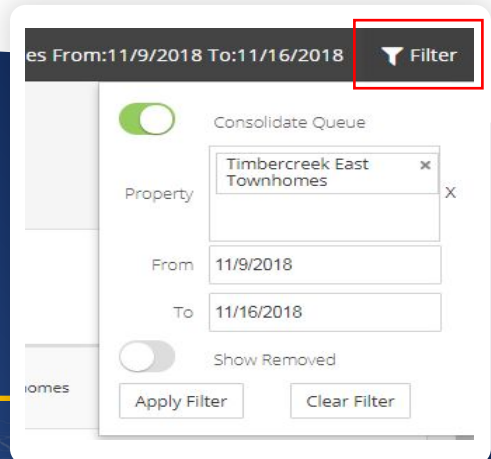 es From:11/9/2018 To:11/16/2018 Filter
Consolidate Queue
Timbercreek East ×
Townhomes
Property X
From 11/9/2018
To 11/16/2018
Show Removed
omes
Apply Filter Clear Filter